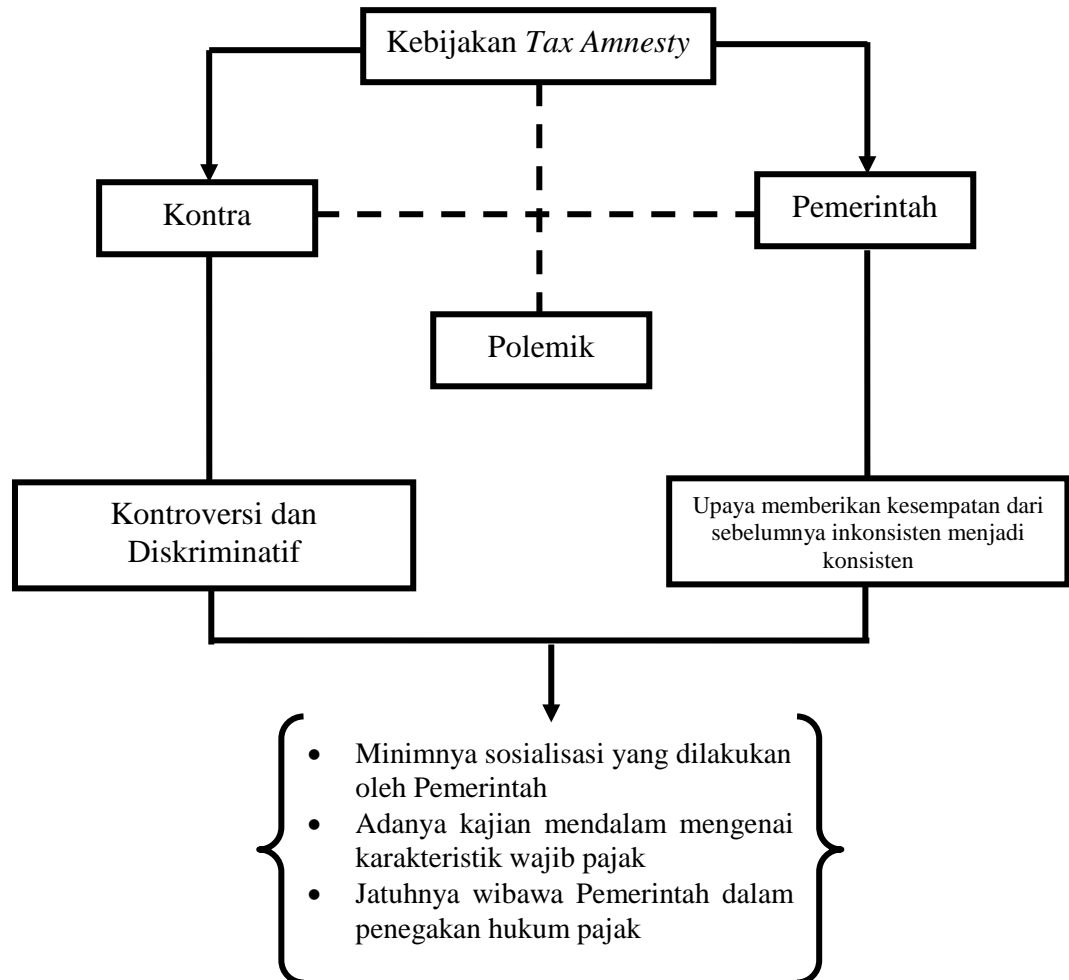 Kebijakan Tax Amnesty
Kontra
Pemerintah
Polemik
Kontroversi dan
Diskriminatif
Upaya memberikan kesempatan dari
sebelumnya inkonsisten menjadi
konsisten
• Minimnya sosialisasi yang dilakukan
oleh Pemerintah
• Adanya kajian mendalam mengenai
karakteristik wajib pajak
• Jatuhnya wibawa Pemerintah dalam
penegakan hukum pajak